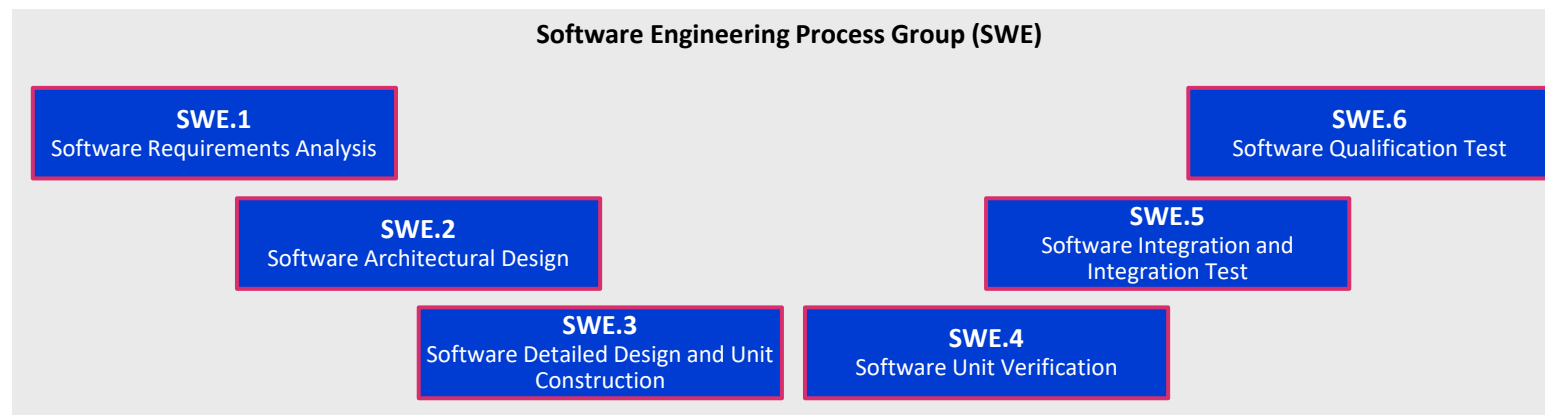 Software Engineering Process Group (SWE)
SWE.1
Software Requirements Analysis
SWE.2
Software Architectural Design
SWE.3
Software Detailed Design and Unit
Construction
SWE.4
Software Unit Verification
SWE.5
Software Integration and
Integration Test
SWE.6
Software Qualification Test